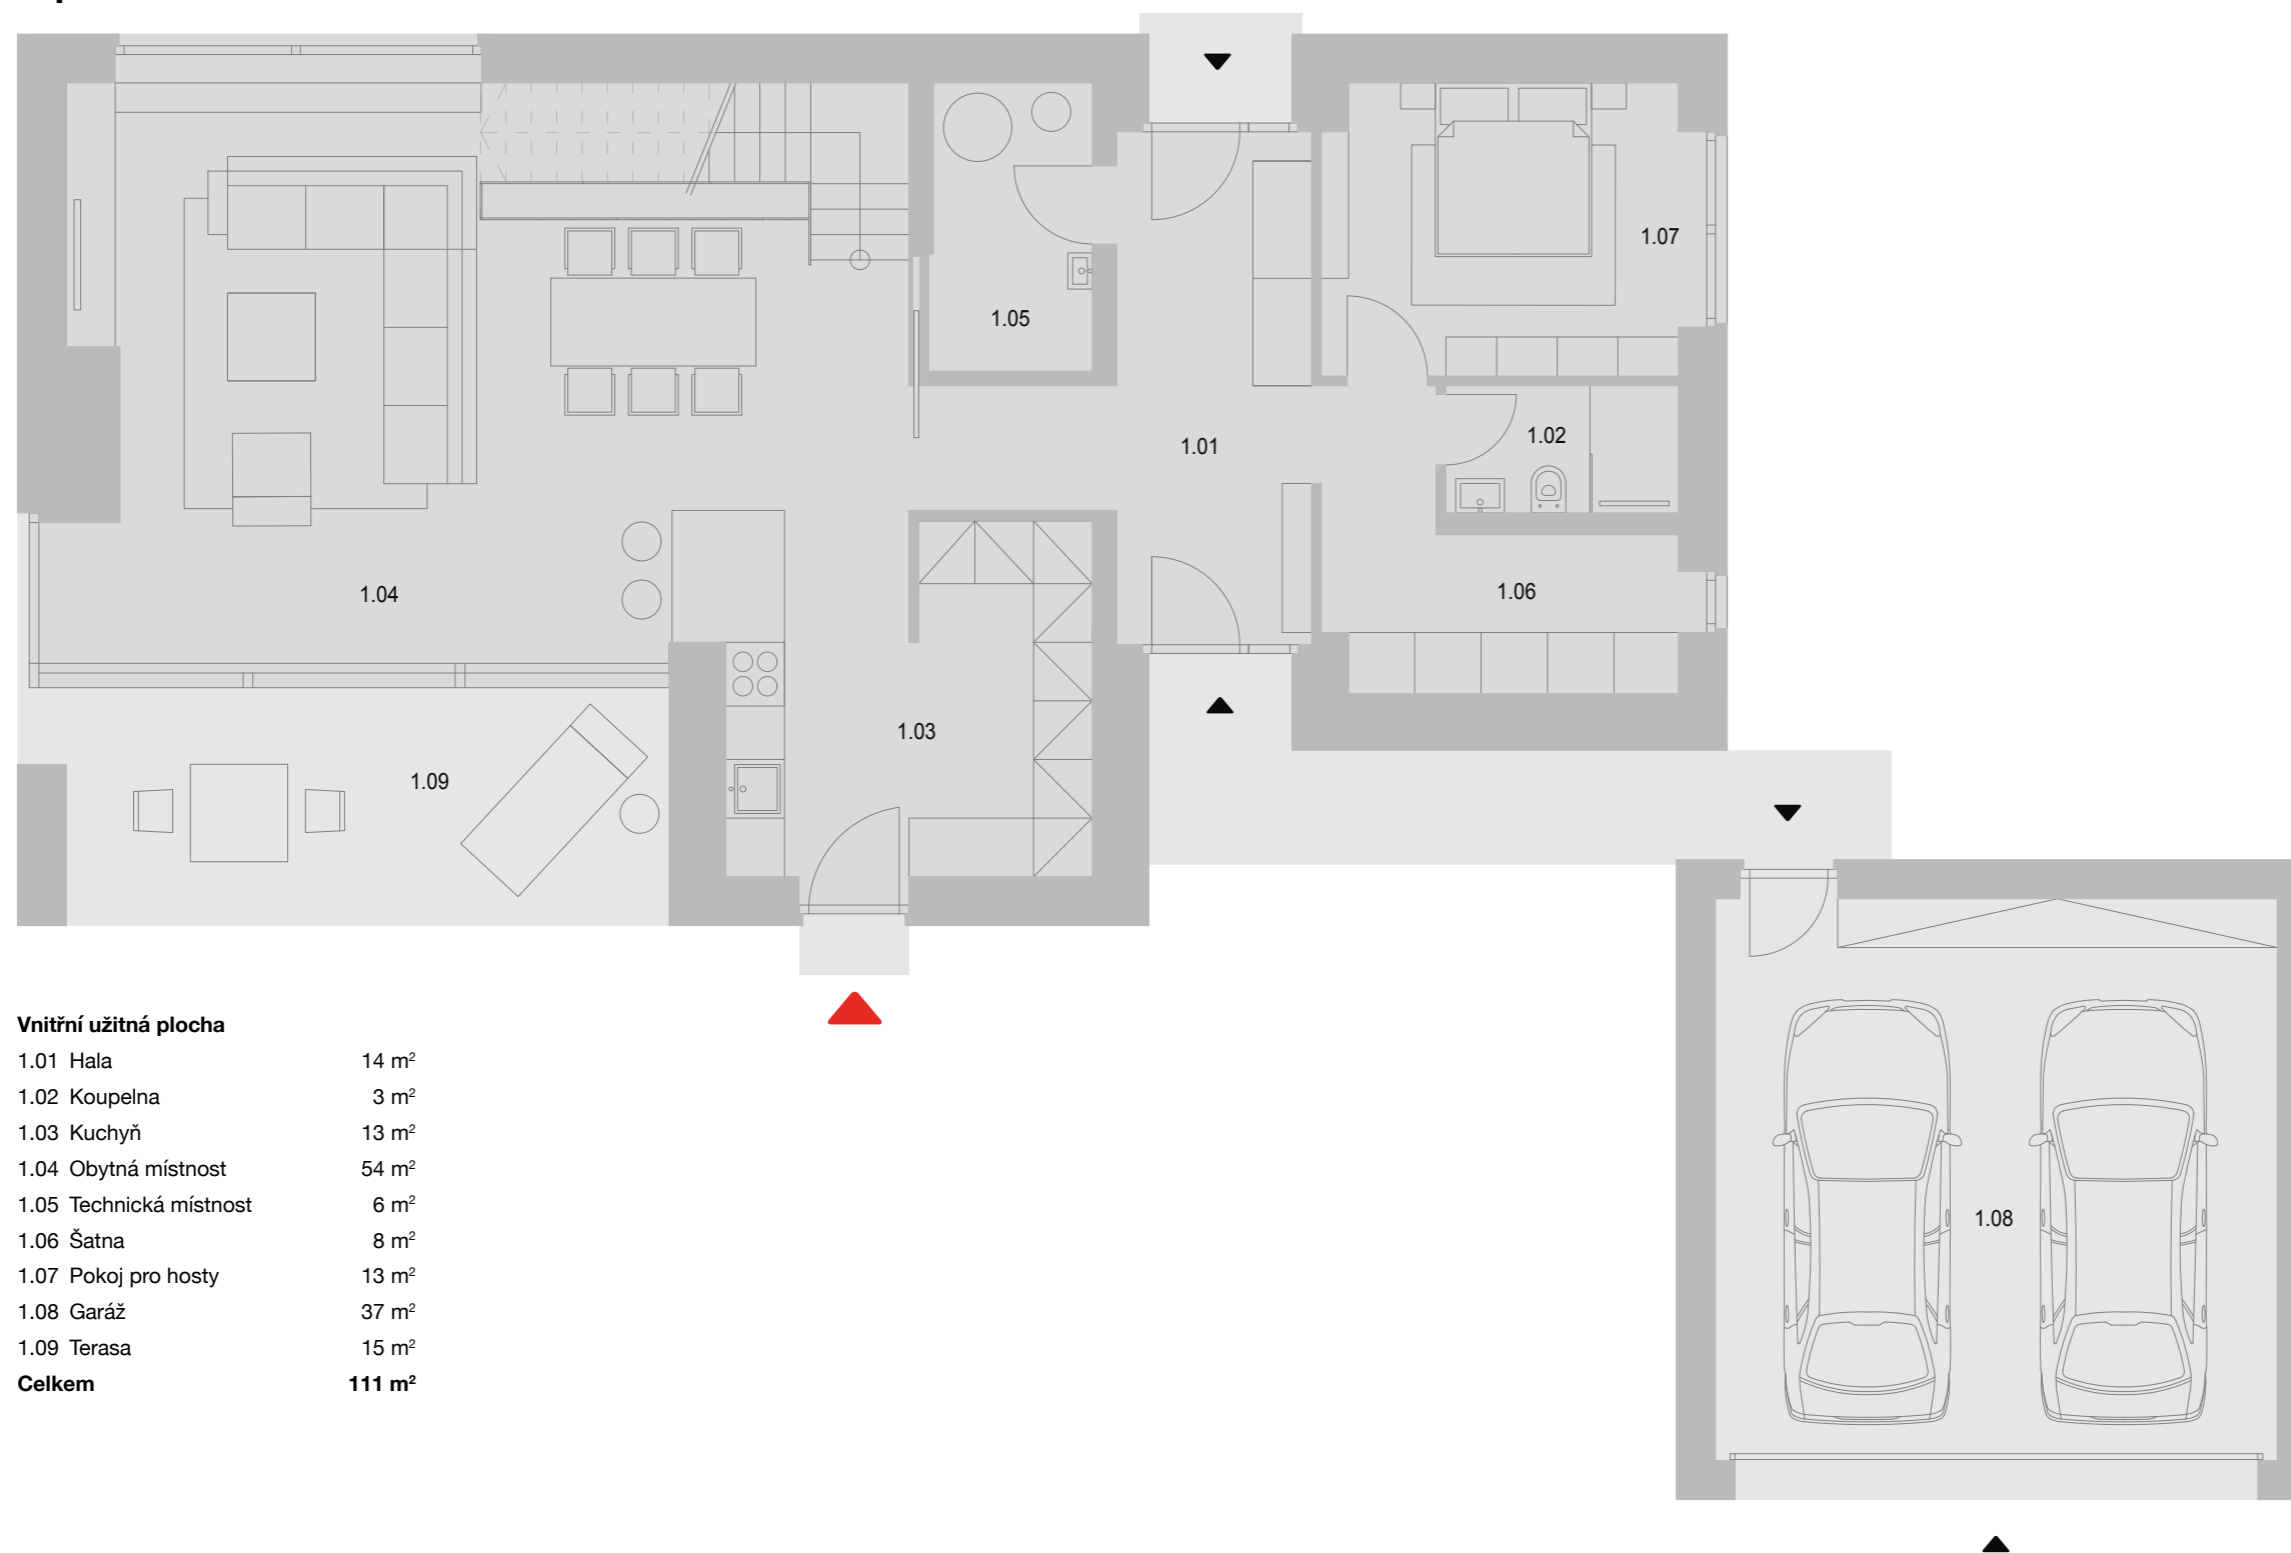 1.07
1.05
1.02
1.01
1.06
1.04
1.03
1.09
Vnitřní užitná plocha
1.01 Hala 14 m²
1.02 Koupelna 3 m²
1.03 Kuchyň 13 m²
1.04 Obytná místnost 54 m²
1.05 Technická místnost 6 m²
1.06 Šatna 8 m²
1.07 Pokoj pro hosty 13 m²
1.08 Garáž 37 m²
1.09 Terasa 15 m²
Celkem 111 m²
1.08